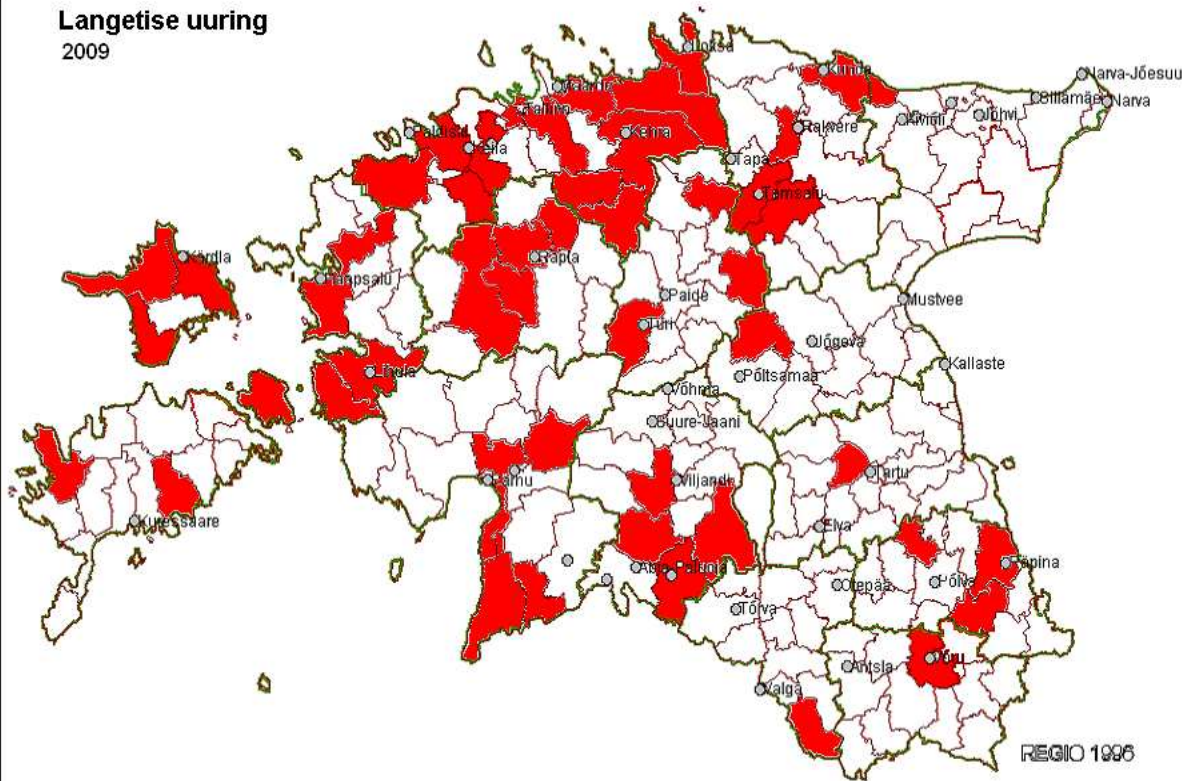 Langetise uuring
2009
Loksa
Kunda
Narva-Jõesuu
Sillamäe
Narva
Kiviõli
Jõhvi
Tallinn
Rakvere
Paldiski
Kehra
Keila
Tapa
Tamsalu
Kärdla
Rapla
Haapsalu
Paide
Mustvee
Türi
Jõgeva
Lihula
Põltsamaa
Kallaste
Võhma
Suure-Jaani
Tartu
Pärnu
Viljandi
Kuressaare
Elva
Räpina
Otepää
Põlva
Tõrva
Võru
Antsla
Valga
REGIO 1996